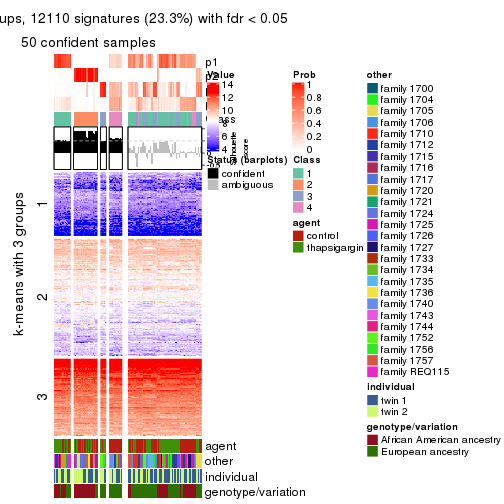 ups, 12110 signatures (23.3%) with fdr < 0.05
50 confident samples
p1
p2
Value
14
12
10
8
6
4
Status (barplots)
confident
ambiguous
Prob
1
0.8
0.6
0.4
0.2
0
Class
1
2
3
4
agent
control
thapsigargin
other
family 1700
family 1704
family 1705
family 1706
family 1710
family 1712
family 1715
family 1716
family 1717
family 1720
family 1721
family 1724
family 1725
family 1726
family 1727
family 1733
family 1734
family 1735
family 1736
family 1740
family 1743
family 1744
family 1752
family 1756
family 1757
family REQ115
individual
twin 1
twin 2
genotype/variation
African American ancestry
European ancestry
k-means with 3 groups
1
2
3
agent
other
individual
genotype/variation